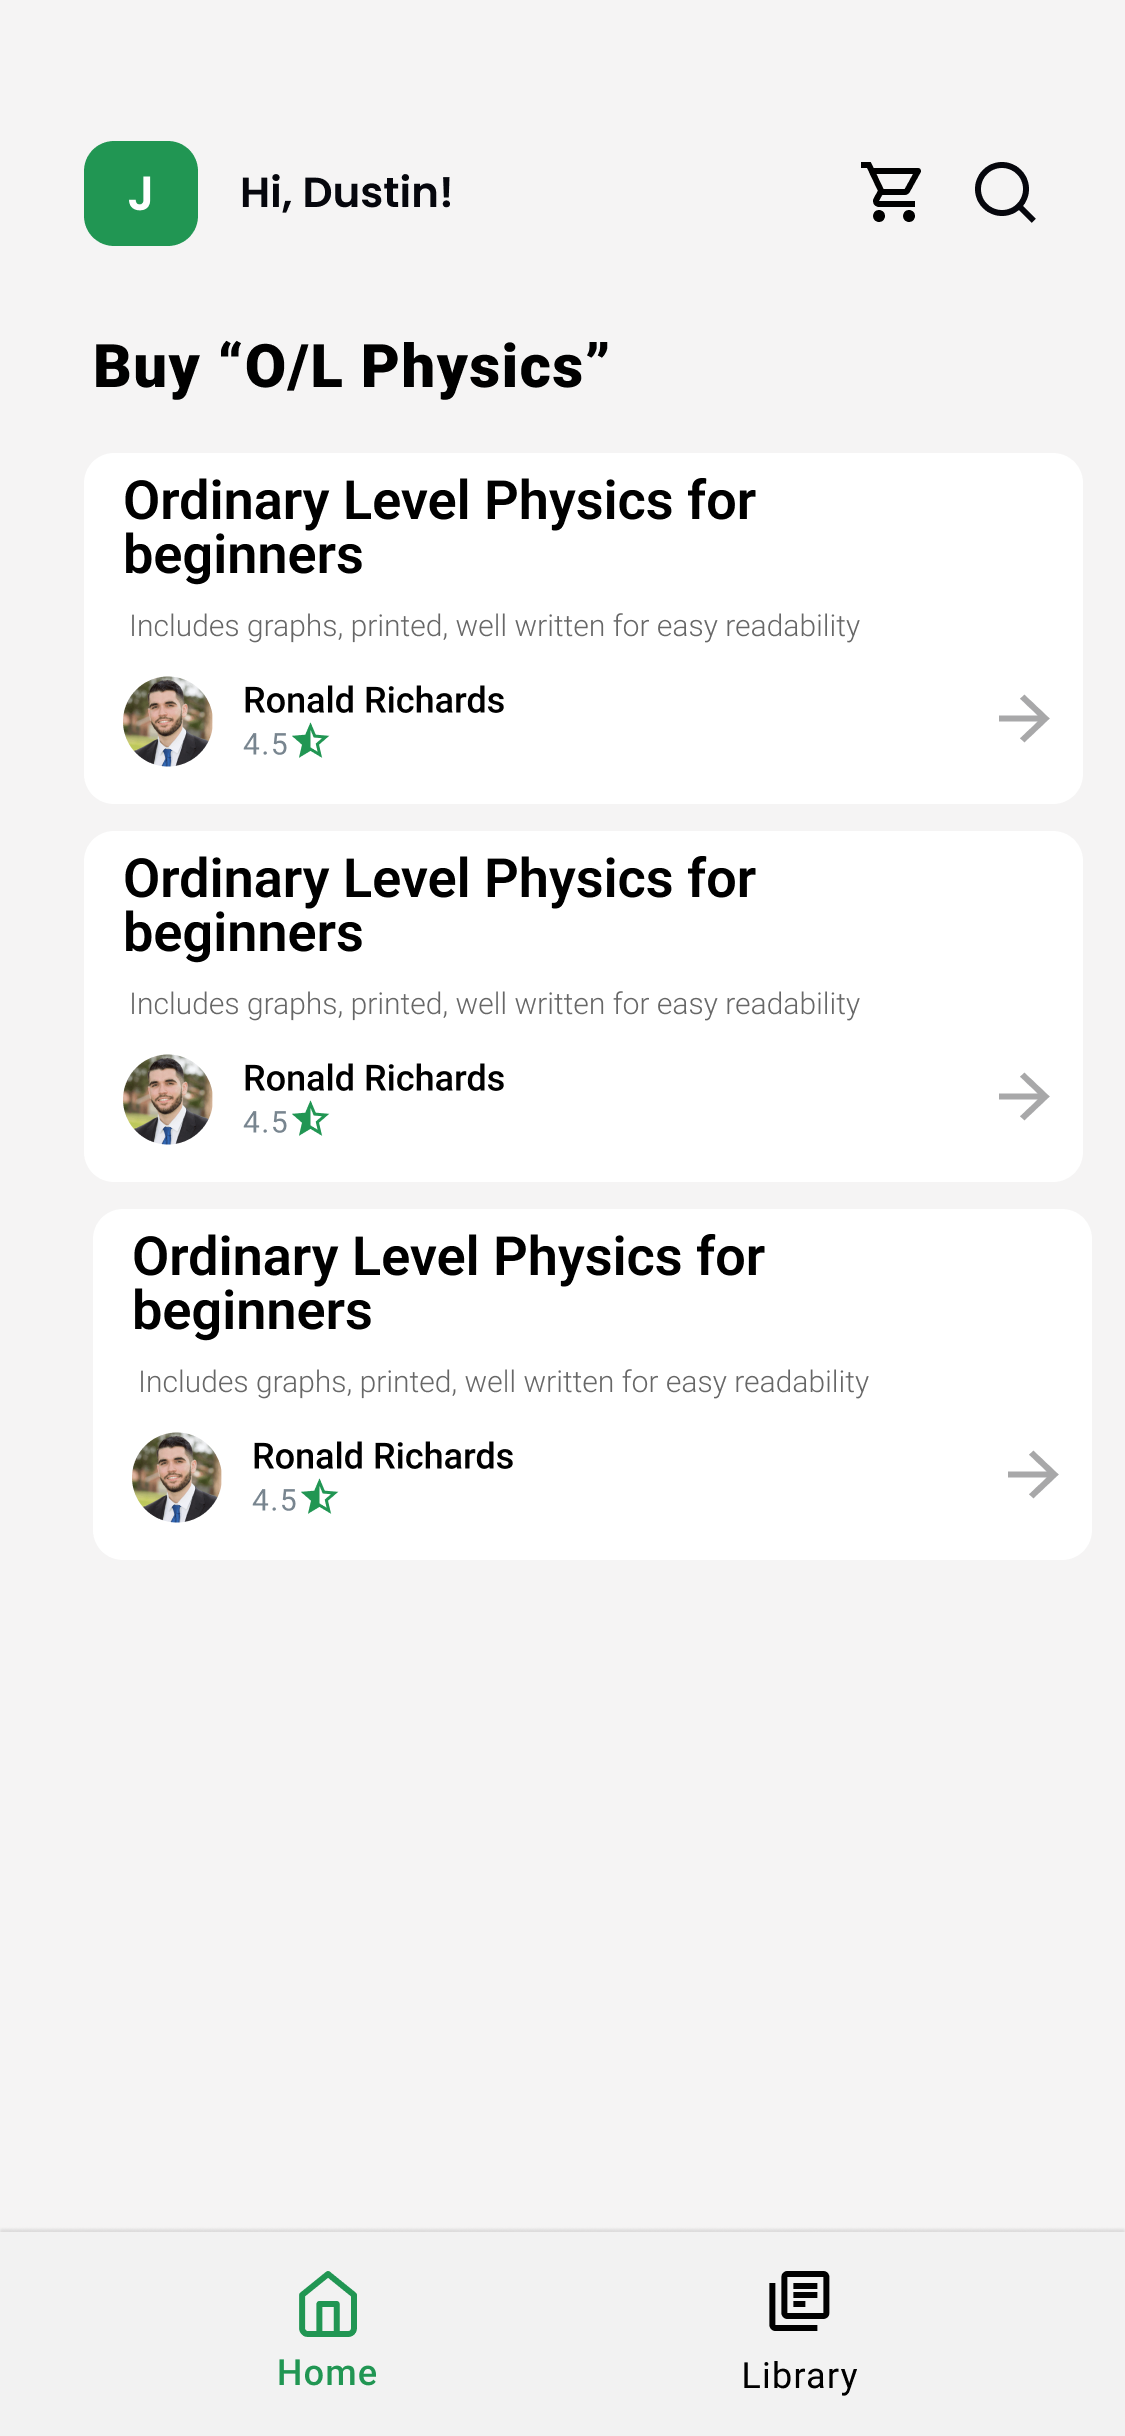 J
Hi, Dustin!
Buy “O/L Physics”
Ordinary Level Physics for
beginners
Includes graphs, printed, well written for easy readability
Ronald Richards
4.5
Ordinary Level Physics for
beginners
Includes graphs, printed, well written for easy readability
Ronald Richards
4.5
Ordinary Level Physics for
beginners
Includes graphs, printed, well written for easy readability
Ronald Richards
4.5
Home
Library